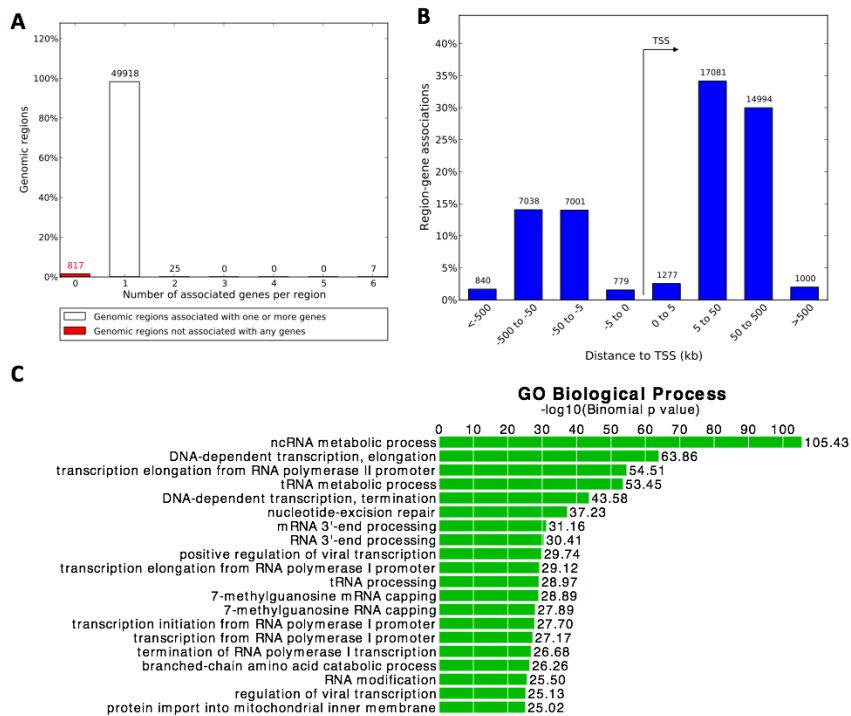 A
Genomic regions
120%
100%
80%
60%
40%
20%
0%
817
49918
25
0
0
0
7
0
1
2
3
4
5
6
Number of associated genes per region
Genomic regions associated with one or more genes
Genomic regions not associated with any genes
B
Region-gene associations
40%
35%
30%
25%
20%
15%
10%
5%
0%
TSS
840
7038
7001
779
1277
17081
14994
1000
<-500
-500 to -50
-50 to -5
-5 to 0
0 to 5
5 to 50
50 to 500
>500
Distance to TSS (kb)
C
GO Biological Process
-log10(Binomial p value)
0 10 20 30 40 50 60 70 80 90 100
ncRNA metabolic process 105.43
DNA-dependent transcription, elongation 63.86
transcription elongation from RNA polymerase II promoter 54.51
tRNA metabolic process 53.45
DNA-dependent transcription, termination 43.58
nucleotide-excision repair 37.23
mRNA 3'-end processing 31.16
RNA 3'-end processing 30.41
positive regulation of viral transcription 29.74
transcription elongation from RNA polymerase I promoter 29.12
tRNA processing 28.97
7-methylguanosine mRNA capping 28.89
7-methylguanosine RNA capping 27.89
transcription initiation from RNA polymerase I promoter 27.70
transcription from RNA polymerase I promoter 27.17
termination of RNA polymerase I transcription 26.68
branched-chain amino acid catabolic process 26.26
RNA modification 25.50
regulation of viral transcription 25.13
protein import into mitochondrial inner membrane 25.02